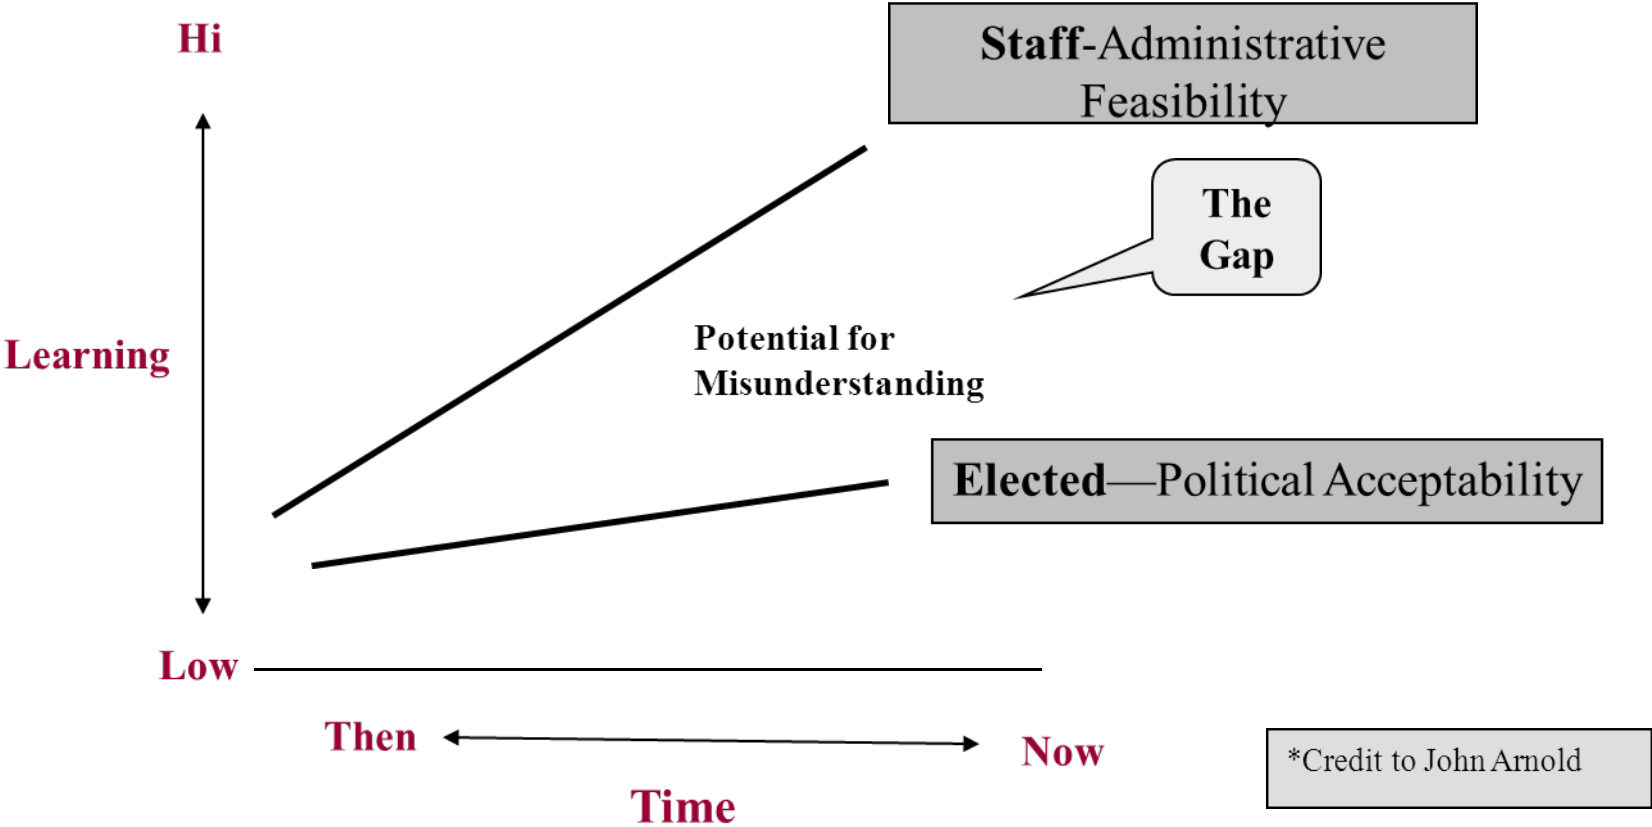 Hi
Staff-Administrative
Feasibility
The
Gap
Learning
Potential for
Misunderstanding
Elected—Political Acceptability
Low
Then
Now
Time
*Credit to John Arnold